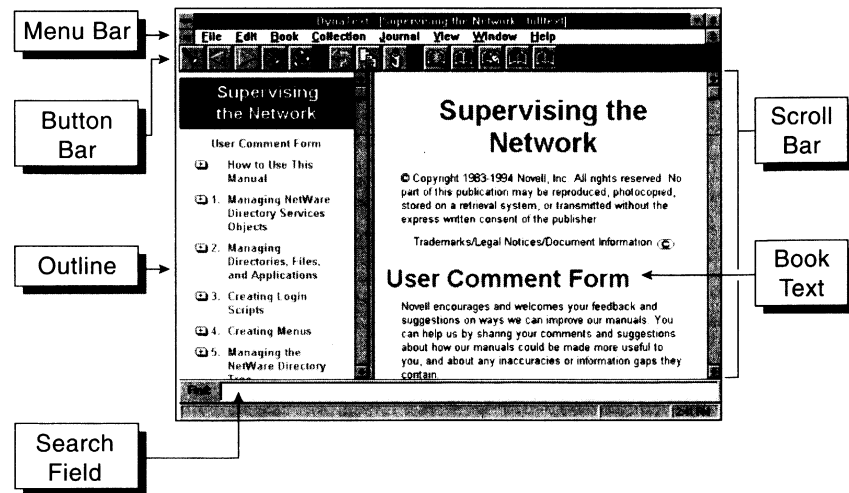 Menu Bar
Button
Bar
Outline
Search
Field
Scroll
Bar
Book
Text
DynaText [Supervising the Network fulltext]
File Edit Book Collection Journal View Window Help
Supervising
the Network
User Comment Form
How to Use This
Manual
1. Managing NetWare
Directory Services
Objects
2. Managing
Directories, Files,
and Applications
3. Creating Login
Scripts
4. Creating Menus
5. Managing the
NetWare Directory
Tree
Supervising the
Network
© Copyright 1983-1994 Novell, Inc. All rights reserved. No
part of this publication may be reproduced, photocopied,
stored on a retrieval system, or transmitted without the
express written consent of the publisher
Trademarks/Legal Notices/Document Information ©
User Comment Form
Novell encourages and welcomes your feedback and
suggestions on ways we can improve our manuals. You
can help us by sharing your comments and suggestions
about how our manuals could be made more useful to
you, and about any inaccuracies or information gaps they
contain.
Find